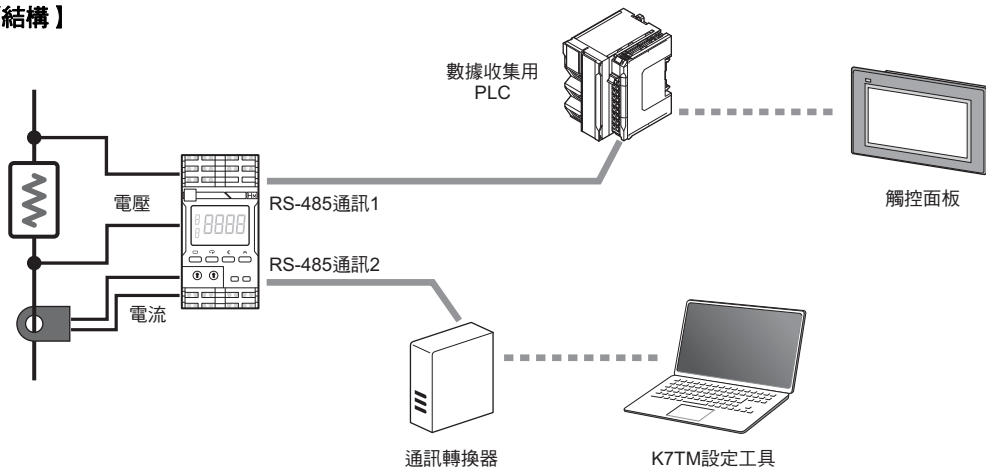 結構】
數據收集用
PLC
觸控面板
電壓
RS-485通訊1
8888
RS-485通訊2
電流
通訊轉換器
K7TM設定工具